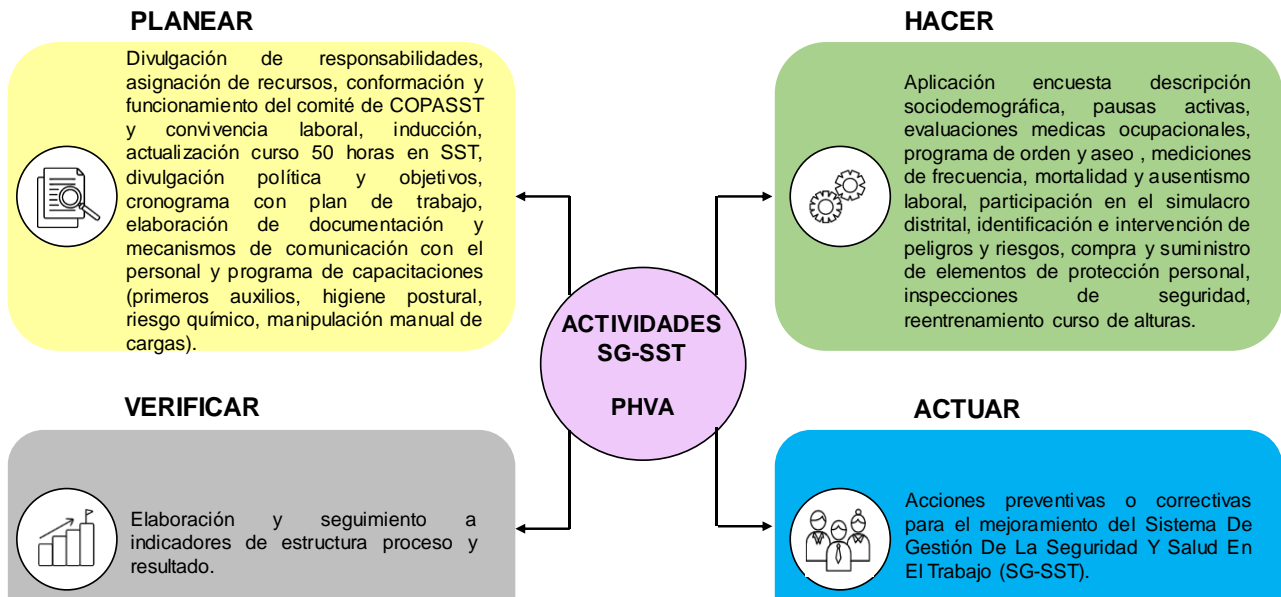 PLANEAR
Divulgación de responsabilidades,
asignación de recursos, conformación y
funcionamiento del comité de COPASST
y convivencia laboral, inducción,
actualización curso 50 horas en SST,
divulgación política y objetivos,
cronograma con plan de trabajo,
elaboración de documentación y
mecanismos de comunicación con el
personal y programa de capacitaciones
(primeros auxilios, higiene postural,
riesgo químico, manipulación manual de
cargas).
HACER
Aplicación encuesta descripción
sociodemográfica, pausas activas,
evaluaciones medicas ocupacionales,
programa de orden y aseo , mediciones
de frecuencia, mortalidad y ausentismo
laboral, participación en el simulacro
distrital, identificación e intervención de
peligros y riesgos, compra y suministro
de elementos de protección personal,
inspecciones de seguridad,
reentrenamiento curso de alturas.
ACTIVIDADES
SG-SST
PHVA
VERIFICAR
Elaboración y seguimiento a
indicadores de estructura proceso y
resultado.
ACTUAR
Acciones preventivas o correctivas
para el mejoramiento del Sistema De
Gestión De La Seguridad Y Salud En
El Trabajo (SG-SST).